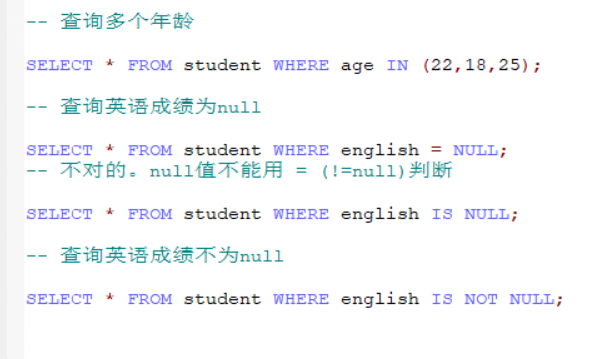 -- 查询多个年龄
SELECT * FROM student WHERE age IN (22,18,25);
-- 查询英语成绩为null
SELECT * FROM student WHERE english = NULL;
-- 不对的。null值不能用 = (!=null)判断
SELECT * FROM student WHERE english IS NULL;
-- 查询英语成绩不为null
SELECT * FROM student WHERE english IS NOT NULL;